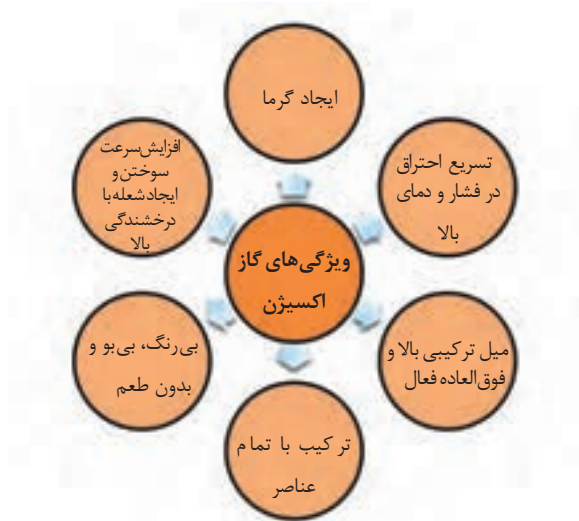 ویژگی‌های گاز
اکسیژن
ایجاد گرما
تسریع احتراق
در فشار و دمای
بالا
میل ترکیبی بالا و
فوق‌العاده فعال
ترکیب با تمام
عناصر
بی‌رنگ، بی‌بو و
بدون طعم
افزایش‌سرعت
سوختن‌و
ایجادشعله‌با
درخشندگی
بالا